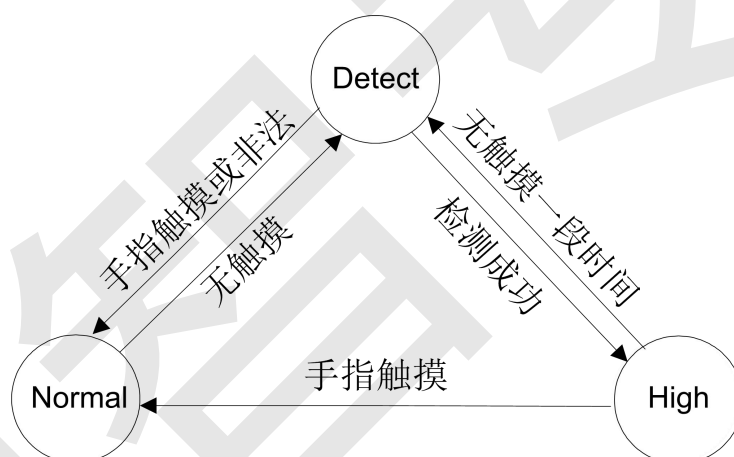 Detect
手指触摸或非法
无触摸
无触摸一段时间
检测成功
Normal
手指触摸
High